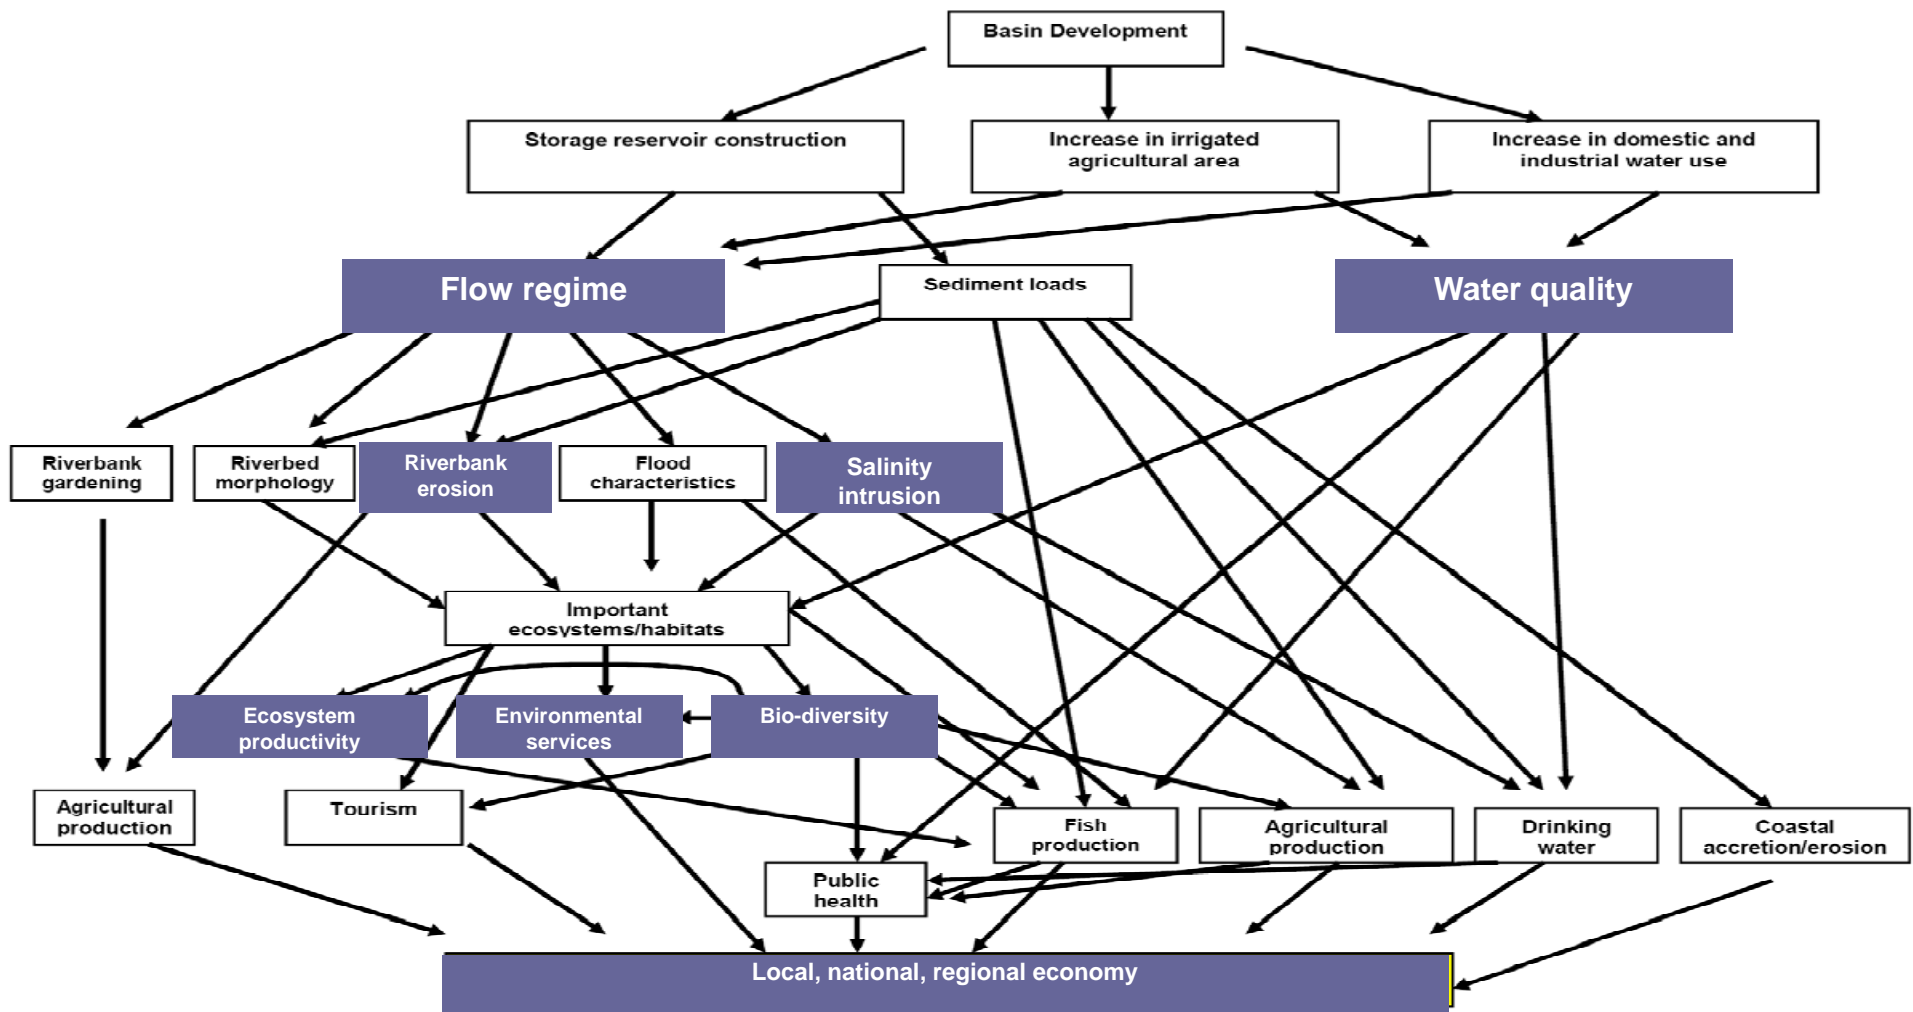 Basin Development
Storage reservoir construction
Increase in irrigated
agricultural area
Increase in domestic and
industrial water use
Flow regime
Sediment loads
Water quality
Riverbank
gardening
Riverbed
morphology
Riverbank
erosion
Flood
characteristics
Salinity
intrusion
Important
ecosystems/habitats
Ecosystem
productivity
Environmental
services
Bio-diversity
Agricultural
production
Tourism
Fish
production
Agricultural
production
Drinking
water
Coastal
accretion/erosion
Public
health
Local, national, regional economy